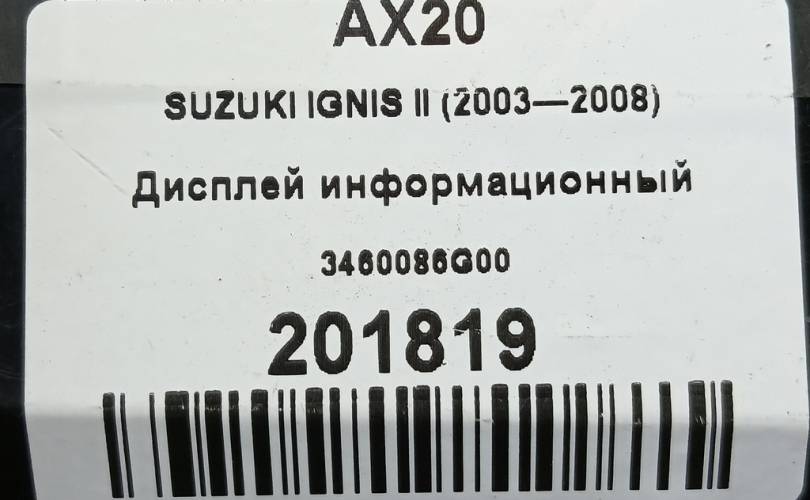 AX20
SUZUKI IGNIS II (2003—2008)
Дисплей информационный
3460086G00
201819